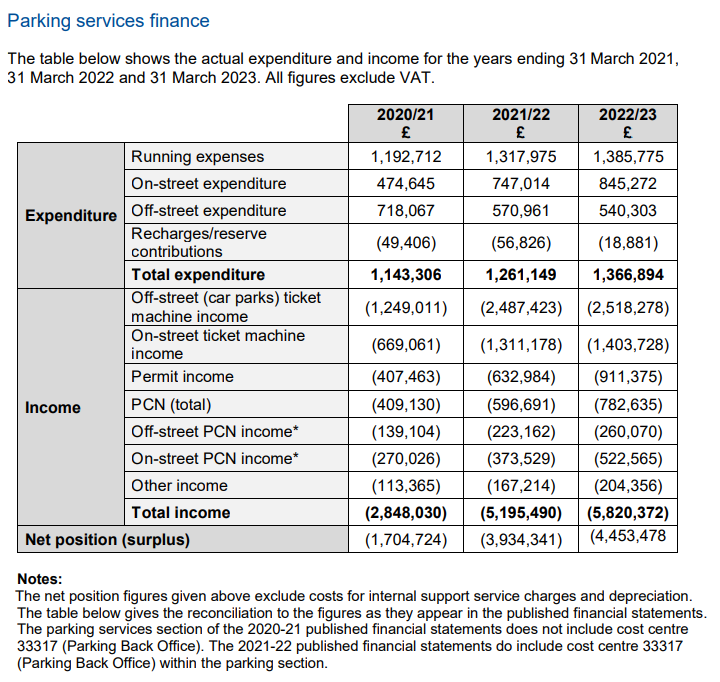 Parking services finance
The table below shows the actual expenditure and income for the years ending 31 March 2021,
31 March 2022 and 31 March 2023. All figures exclude VAT.
2020/21 2021/22 2022/23
£ £ £
Expenditure
Running expenses 1,192,712 1,317,975 1,385,775
On-street expenditure 474,645 747,014 845,272
Off-street expenditure 718,067 570,961 540,303
Recharges/reserve
contributions (49,406) (56,826) (18,881)
Total expenditure 1,143,306 1,261,149 1,366,894
Income
Off-street (car parks) ticket
machine income (1,249,011) (2,487,423) (2,518,278)
On-street ticket machine
income (669,061) (1,311,178) (1,403,728)
Permit income (407,463) (632,984) (911,375)
PCN (total) (409,130) (596,691) (782,635)
Off-street PCN income* (139,104) (223,162) (260,070)
On-street PCN income* (270,026) (373,529) (522,565)
Other income (113,365) (167,214) (204,356)
Total income (2,848,030) (5,195,490) (5,820,372)
Net position (surplus) (1,704,724) (3,934,341) (4,453,478
Notes:
The net position figures given above exclude costs for internal support service charges and depreciation.
The table below gives the reconciliation to the figures as they appear in the published financial statements.
The parking services section of the 2020-21 published financial statements does not include cost centre
33317 (Parking Back Office). The 2021-22 published financial statements do include cost centre 33317
(Parking Back Office) within the parking section.